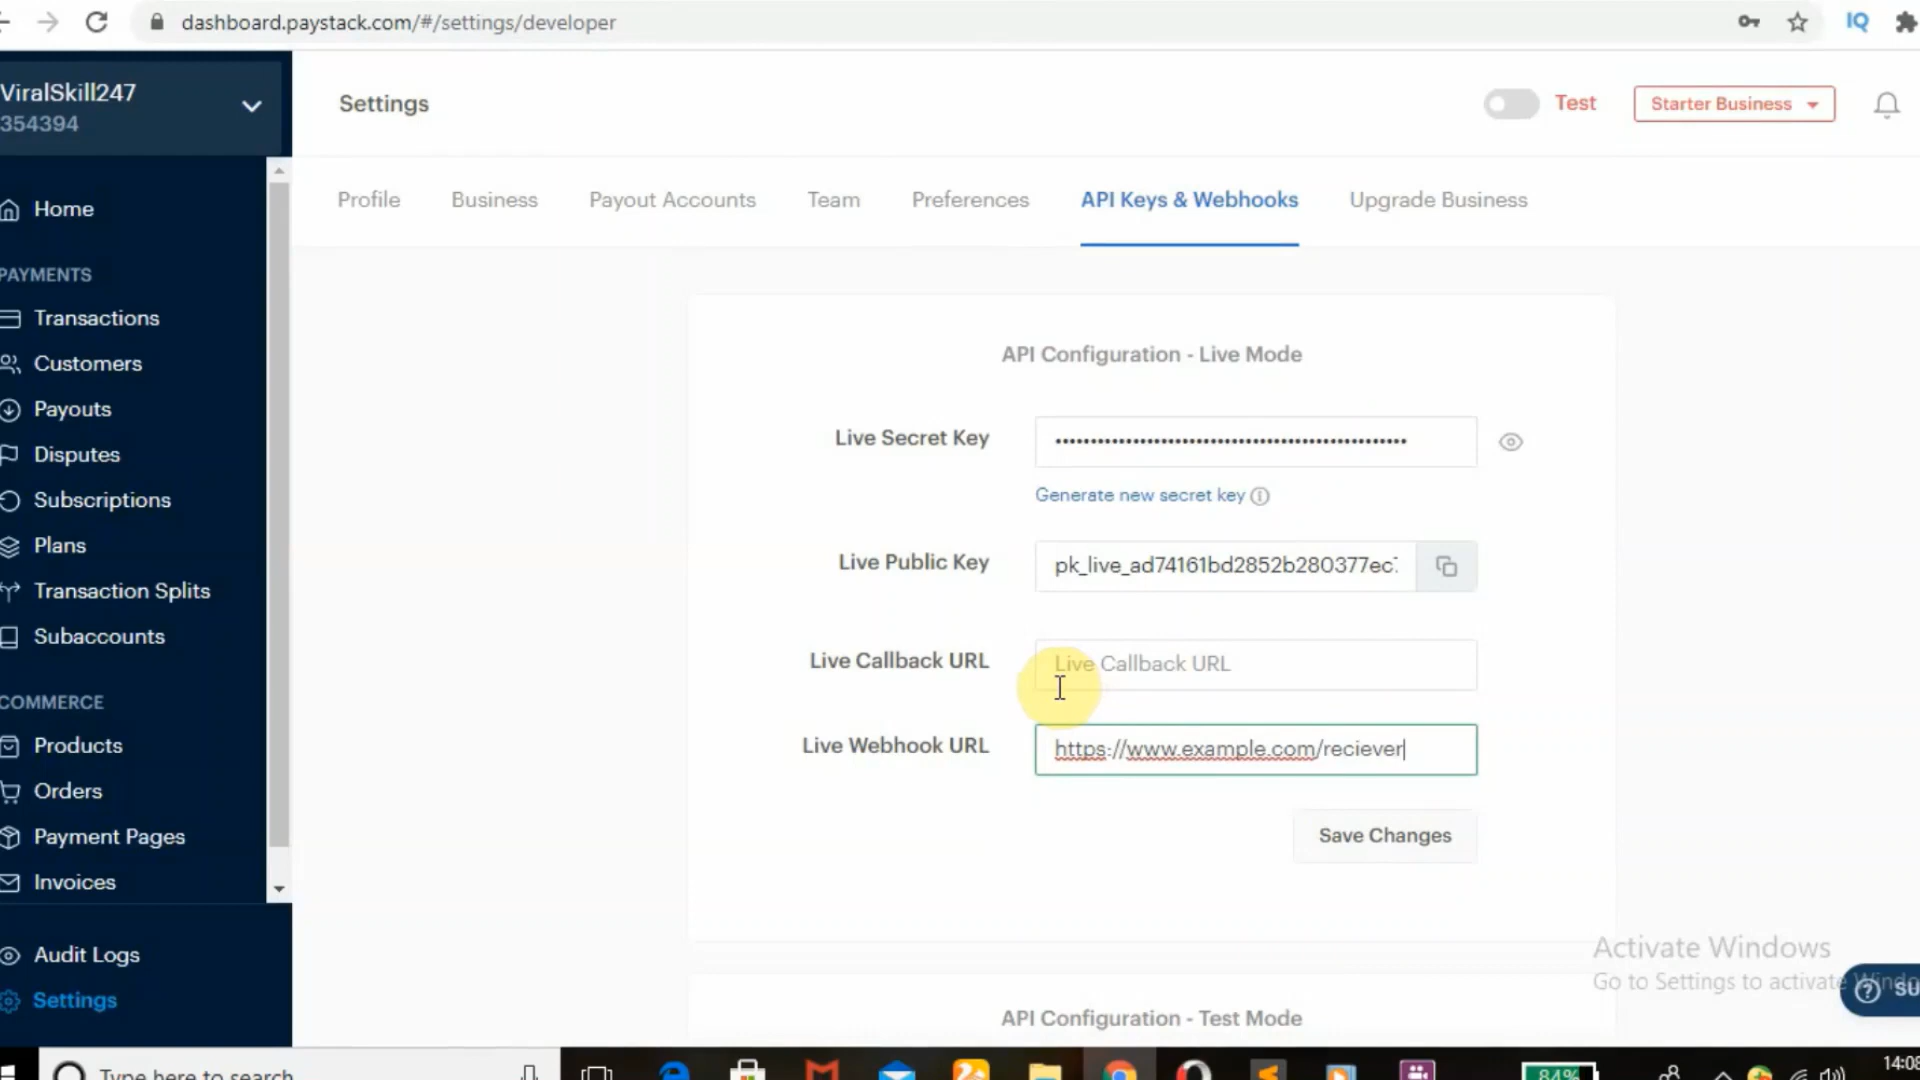 dashboard.paystack.com/#/settings/developer
IQ
ViralSkill247
354394
Settings
Test
Starter Business
Profile
Business
Payout Accounts
Team
Preferences
API Keys & Webhooks
Upgrade Business
Home
PAYMENTS
Transactions
Customers
Payouts
Disputes
Subscriptions
Plans
Transaction Splits
Subaccounts
COMMERCE
Products
Orders
Payment Pages
Invoices
Audit Logs
Settings
API Configuration - Live Mode
Live Secret Key
••••••••••••••••••••••••••••••••••••••••••••••••
Generate new secret key
Live Public Key
pk_live_ad74161bd2852b280377ec
Live Callback URL
Live Callback URL
Live Webhook URL
https://www.example.com/reciever
Save Changes
API Configuration - Test Mode
Activate Windows
Go to Settings to activate Windo
SU
Type here to search
84%
14:08